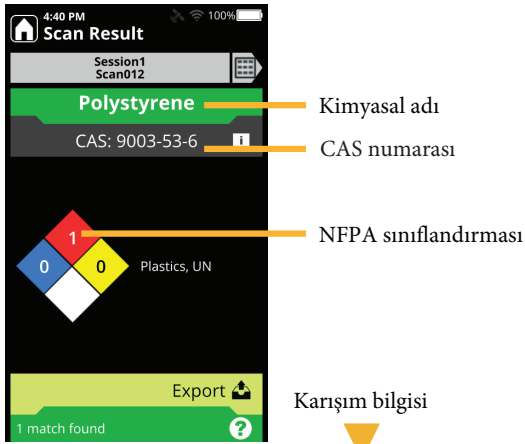 4:40 PM
100%
Scan Result
Session1
Scan012
Polystyrene
Kimyasal adı
CAS: 9003-53-6
i
CAS numarası
1
NFPA sınıflandırması
0
0
Plastics, UN
Export
Karışım bilgisi
1 match found
?